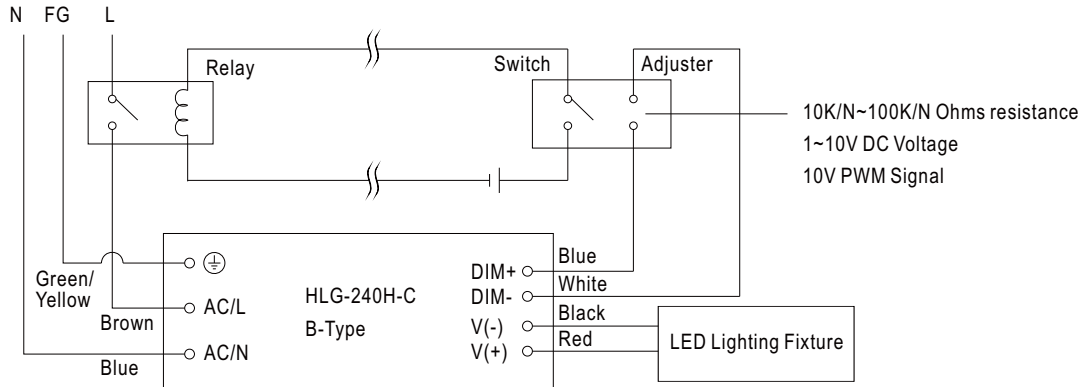 N FG L
Relay
Switch
Adjuster
10K/N~100K/N Ohms resistance
1~10V DC Voltage
10V PWM Signal
Green/
Yellow
Brown
Blue
AC/L
AC/N
HLG-240H-C
B-Type
DIM+
DIM-
V(-)
V(+)
Blue
White
Black
Red
LED Lighting Fixture